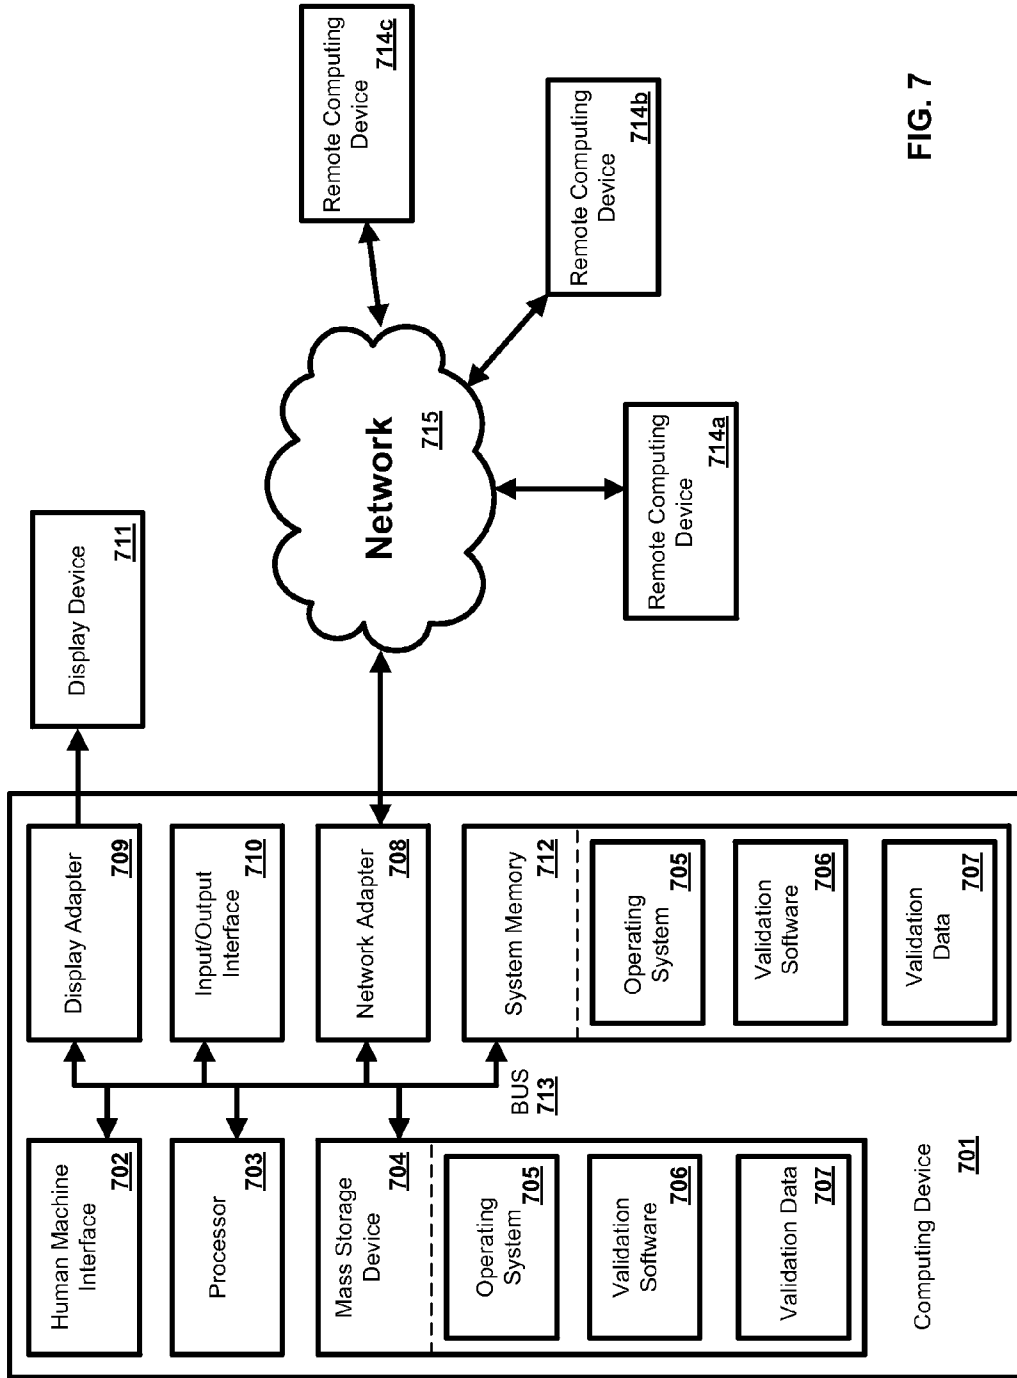 Human Machine
Interface
702
Processor
703
Mass Storage
Device
704
Operating
System
705
Validation
Software
706
Validation Data
707
Computing Device
701
BUS
713
Display Adapter
709
Input/Output
Interface
710
Network Adapter
708
System Memory
712
Operating
System
705
Validation
Software
706
Validation
Data
707
Display Device
711
Network
715
Remote Computing
Device
714a
Remote Computing
Device
714b
Remote Computing
Device
714c
FIG. 7